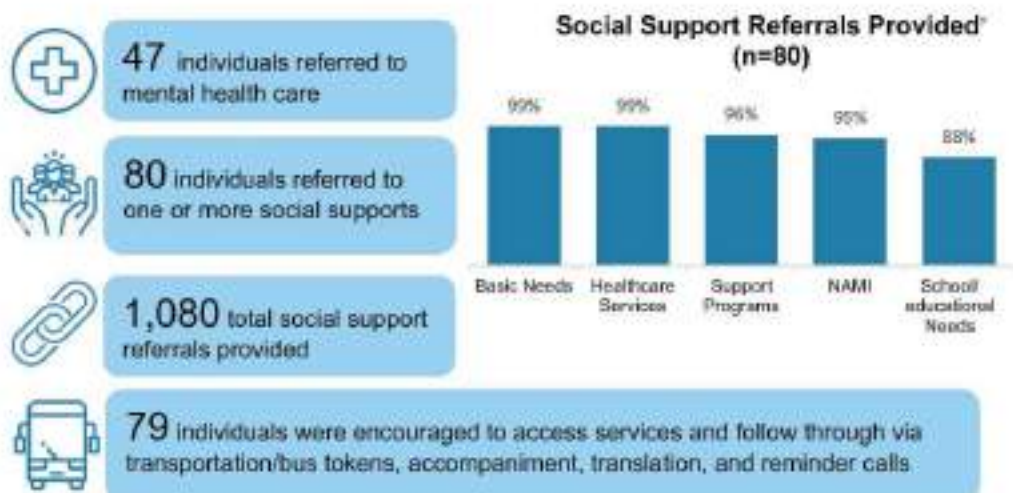 47 individuals referred to
mental health care
80 individuals referred to
one or more social supports
1,080 total social support
referrals provided
79 individuals were encouraged to access services and follow through via
transportation/bus tokens, accompaniment, translation, and reminder calls
Social Support Referrals Provided*
(n=80)
99%
99%
96%
95%
88%
Basic Needs
Healthcare
Services
Support
Programs
NAMI
School/
educational
Needs